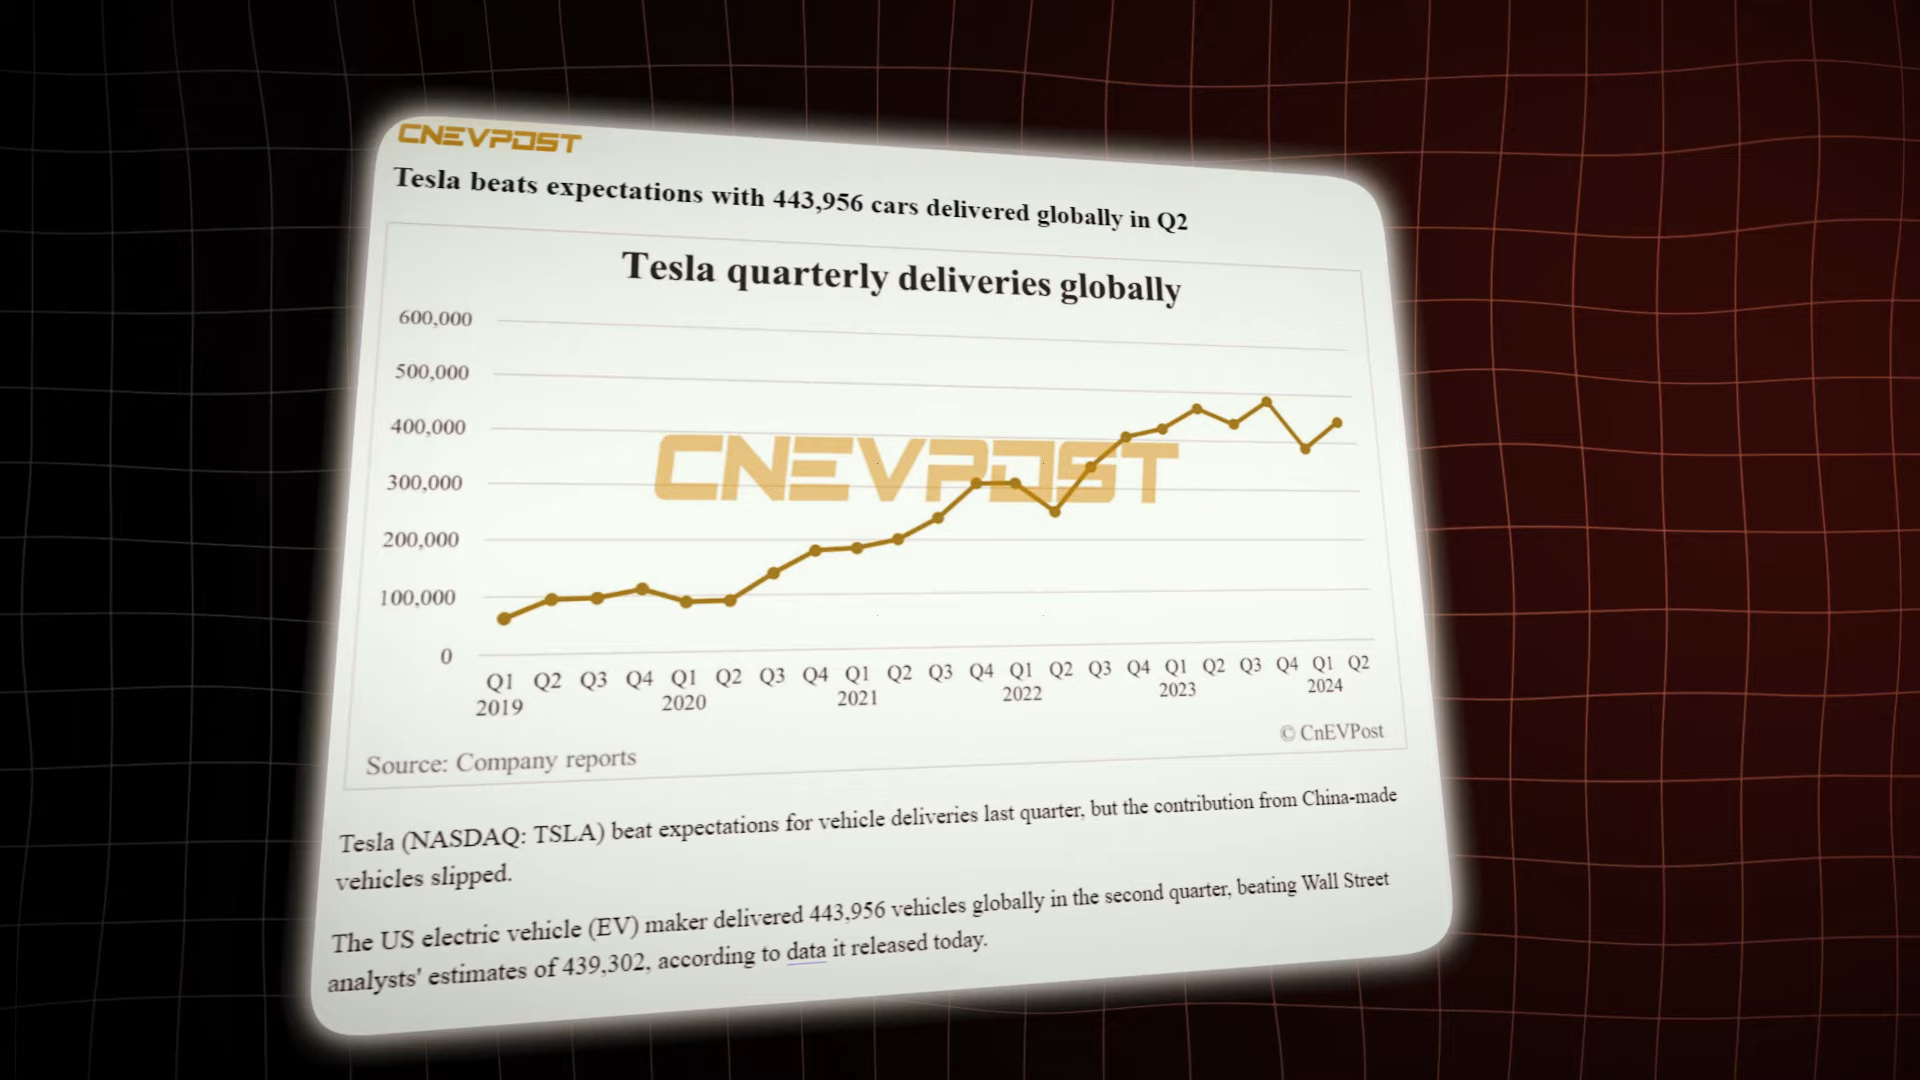 CNEVPOST
Tesla beats expectations with 443,956 cars delivered globally in Q2
Tesla quarterly deliveries globally
600,000
500,000
400,000
300,000
200,000
100,000
0
CNEVPOST
Q1 Q2 Q3 Q4 Q1 Q2 Q3 Q4 Q1 Q2 Q3 Q4 Q1 Q2 Q3 Q4 Q1 Q2 Q3 Q4 Q1 Q2
2019 2020 2021 2022 2023 2024
© CnEVPost
Source: Company reports
Tesla (NASDAQ: TSLA) beat expectations for vehicle deliveries last quarter, but the contribution from China-made
vehicles slipped.
The US electric vehicle (EV) maker delivered 443,956 vehicles globally in the second quarter, beating Wall Street
analysts' estimates of 439,302, according to data it released today.